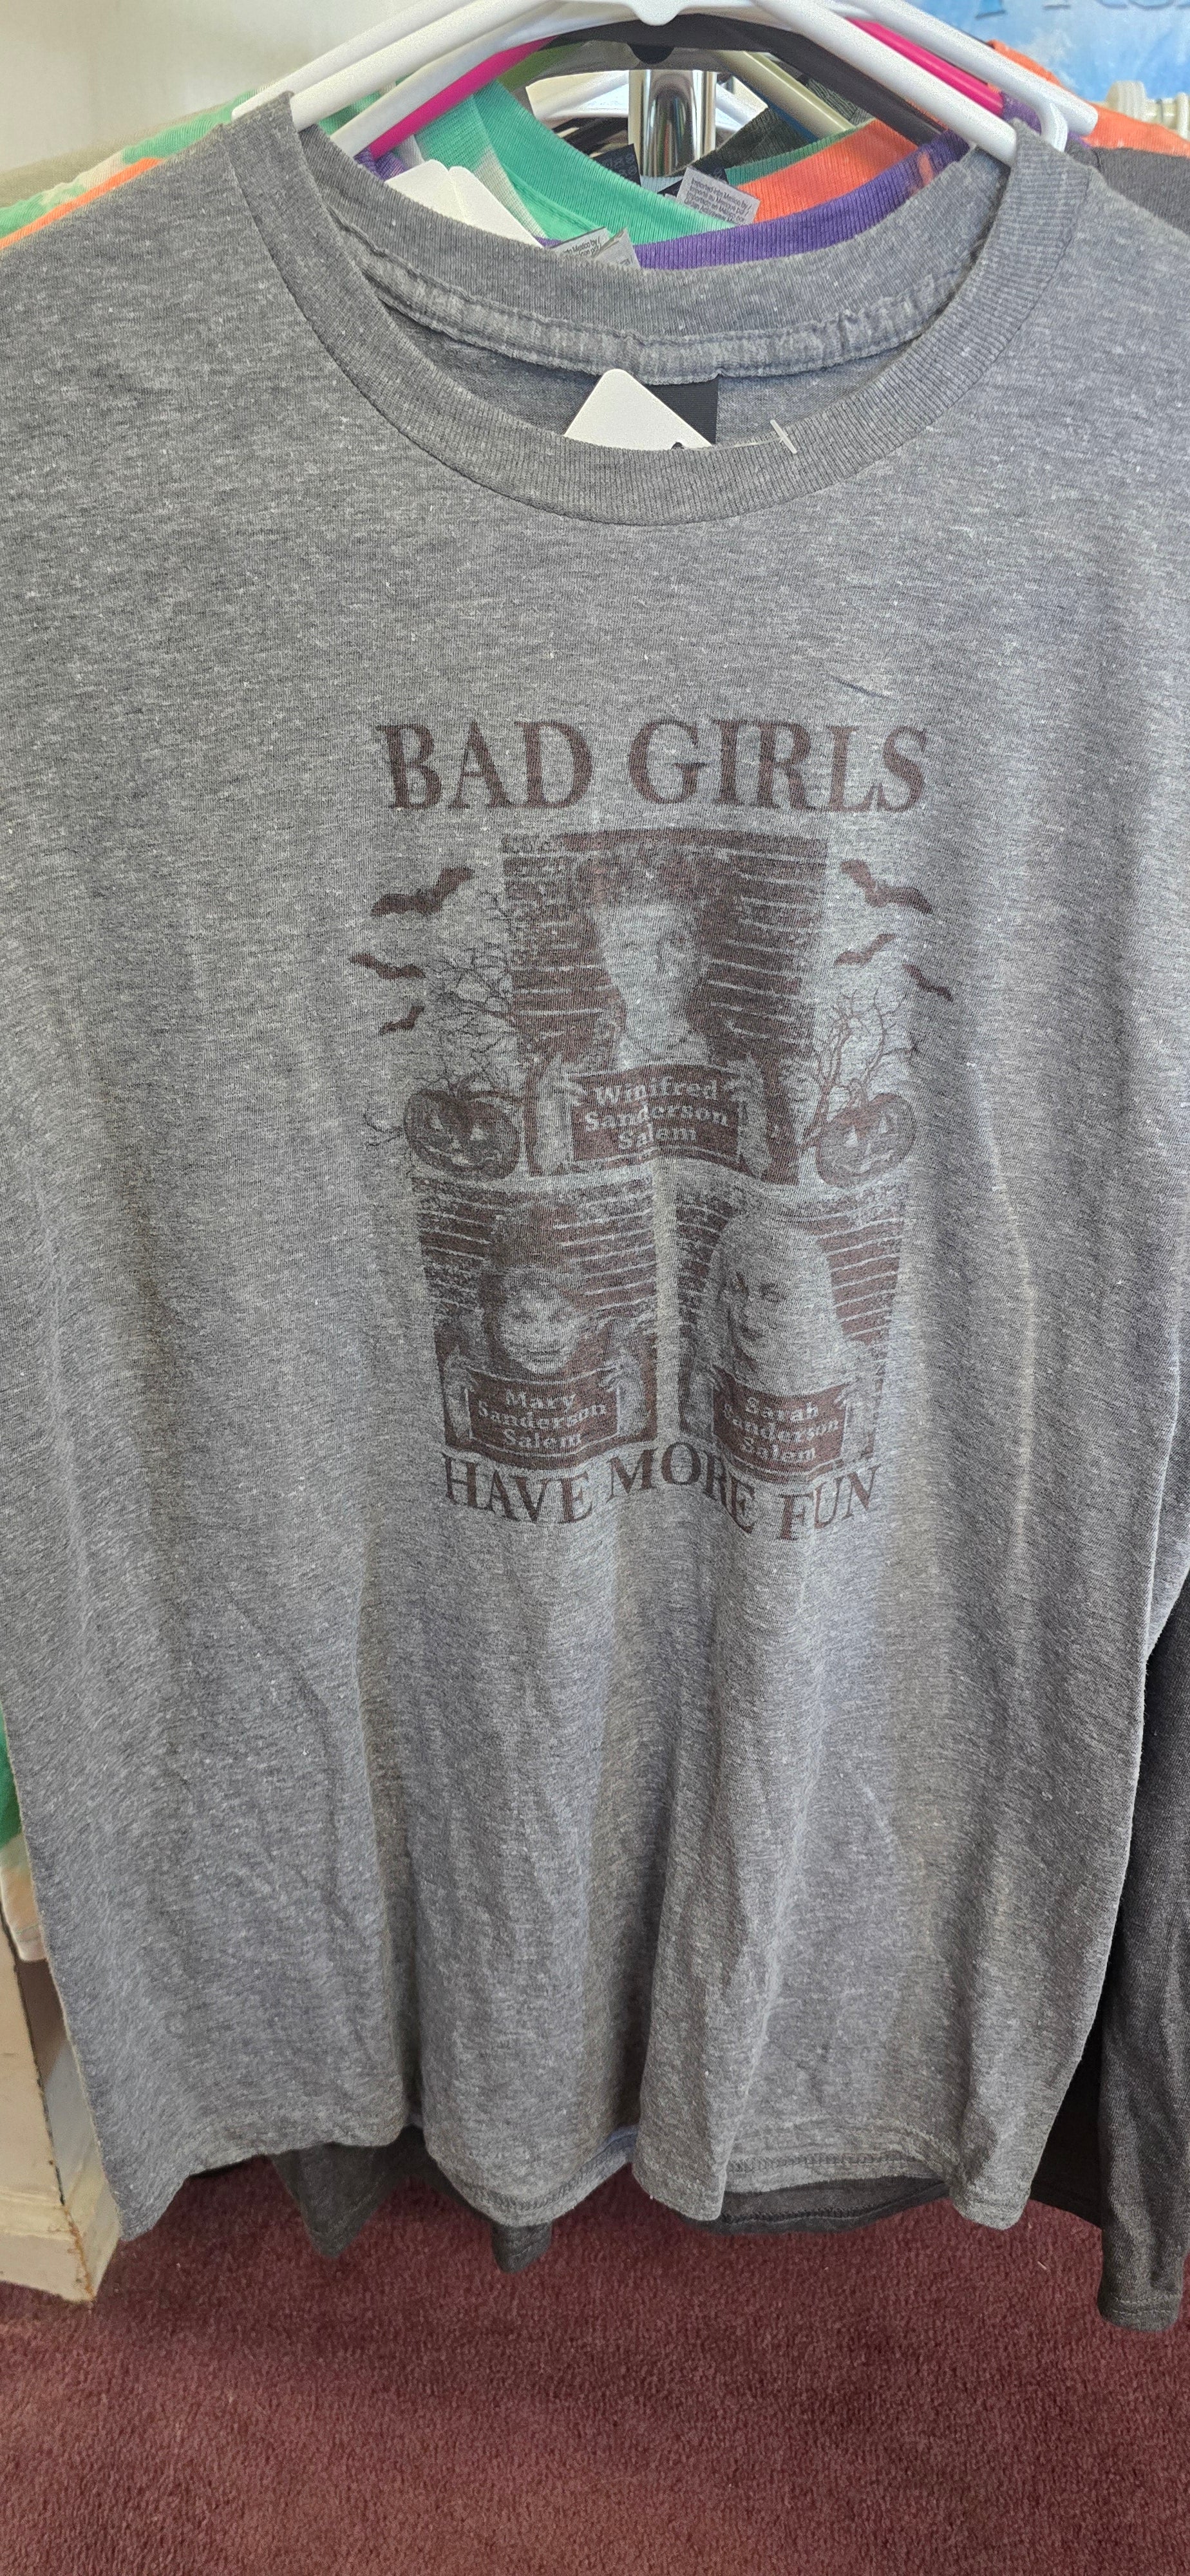 BAD GIRLS
Winifred
Sanderson
Salem
Mary
Sanderson
Salem
Sarah
Sanderson
Salem
HAVE MORE FUN